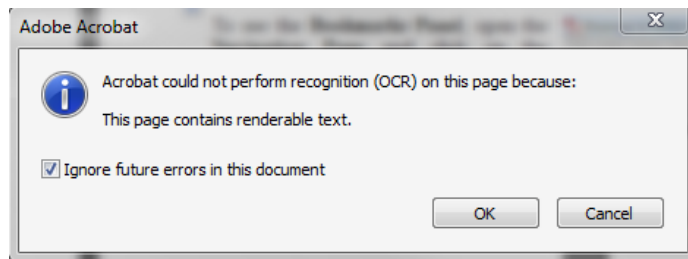 Adobe Acrobat
Acrobat could not perform recognition (OCR) on this page because:
This page contains renderable text.
Ignore future errors in this document
OK
Cancel